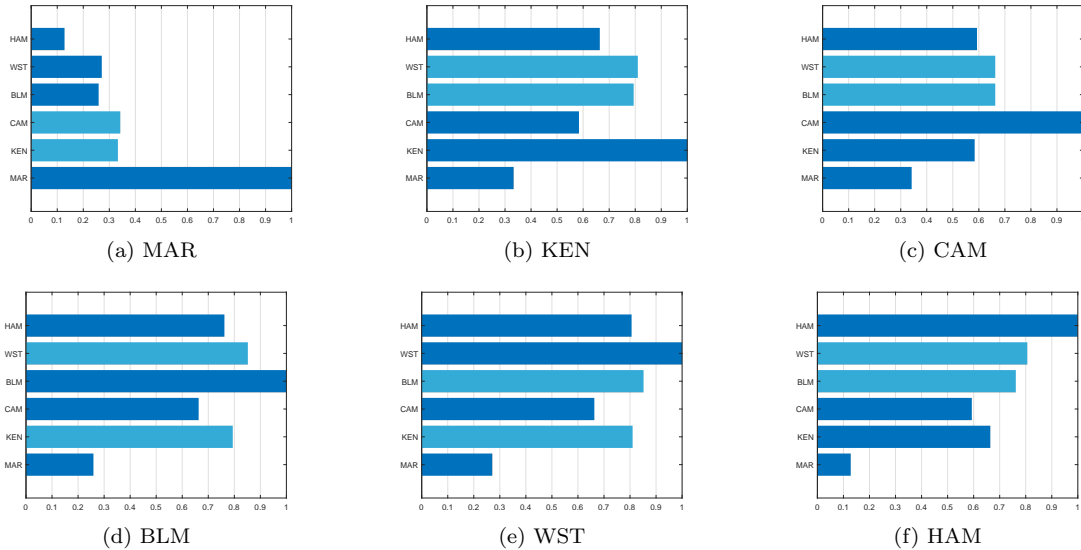 HAM
WST
BLM
CAM
KEN
MAR
0 0.1 0.2 0.3 0.4 0.5 0.6 0.7 0.8 0.9 1
(a) MAR
HAM
WST
BLM
CAM
KEN
MAR
0 0.1 0.2 0.3 0.4 0.5 0.6 0.7 0.8 0.9 1
(b) KEN
HAM
WST
BLM
CAM
KEN
MAR
0 0.1 0.2 0.3 0.4 0.5 0.6 0.7 0.8 0.9
(c) CAM
HAM
WST
BLM
CAM
KEN
MAR
0 0.1 0.2 0.3 0.4 0.5 0.6 0.7 0.8 0.9 1
(d) BLM
HAM
WST
BLM
CAM
KEN
MAR
0 0.1 0.2 0.3 0.4 0.5 0.6 0.7 0.8 0.9 1
(e) WST
HAM
WST
BLM
CAM
KEN
MAR
0 0.1 0.2 0.3 0.4 0.5 0.6 0.7 0.8 0.9 1
(f) HAM